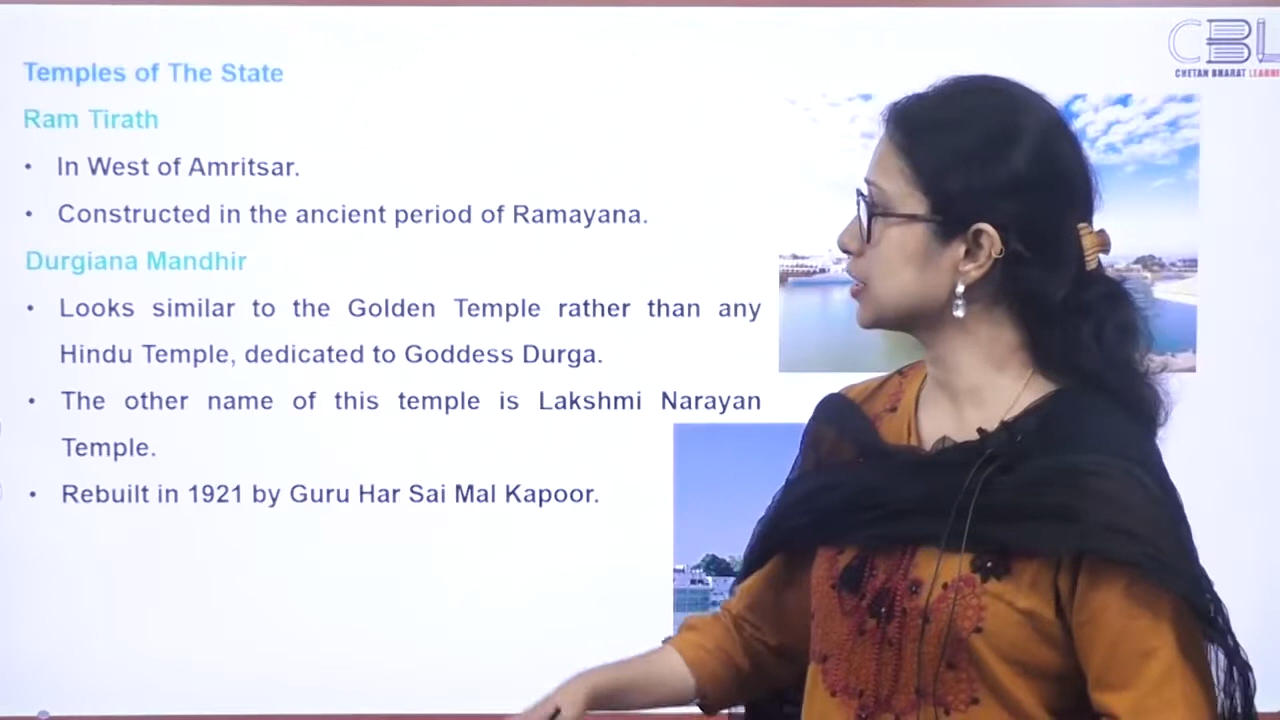 CBL
CHETAN BHARAT LEARNI
Temples of The State
Ram Tirath
• In West of Amritsar.
• Constructed in the ancient period of Ramayana.
Durgiana Mandhir
• Looks similar to the Golden Temple rather than any
Hindu Temple, dedicated to Goddess Durga.
• The other name of this temple is Lakshmi Narayan
Temple.
• Rebuilt in 1921 by Guru Har Sai Mal Kapoor.